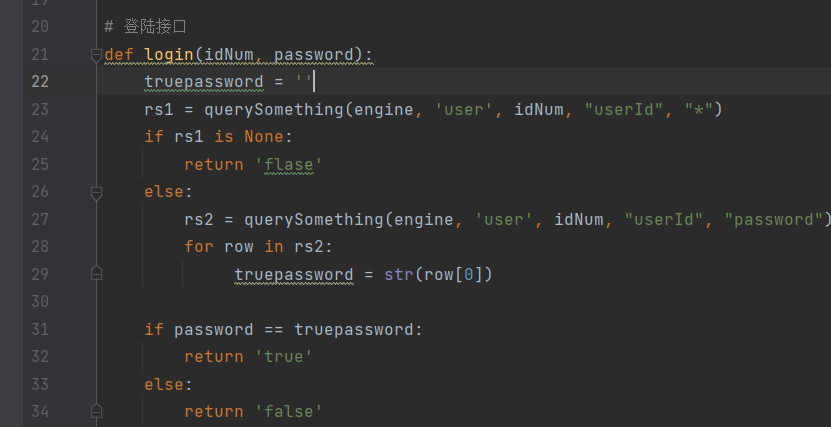 20 # 登陆接口
21 def login(idNum, password):
22 truepassword = ''
23 rs1 = querySomething(engine, 'user', idNum, "userId", "*")
24 if rs1 is None:
25 return 'flase'
26 else:
27 rs2 = querySomething(engine, 'user', idNum, "userId", "password")
28 for row in rs2:
29 truepassword = str(row[0])
30
31 if password == truepassword:
32 return 'true'
33 else:
34 return 'false'